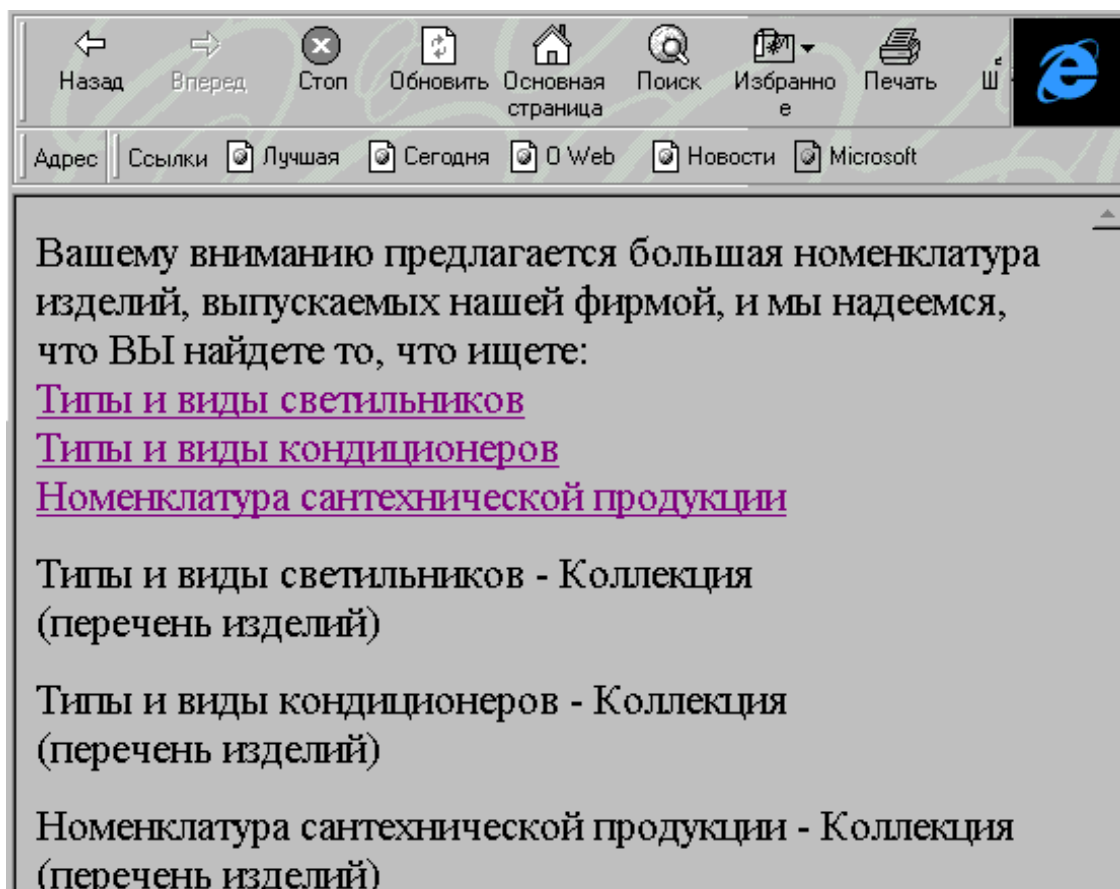 Назад Вперед Стоп Обновить Основная страница Поиск Избранно е Печать Ш
Адрес Ссылки Лучшая Сегодня О Web Новости Microsoft
Вашему вниманию предлагается большая номенклатура
изделий, выпускаемых нашей фирмой, и мы надеемся,
что ВЫ найдете то, что ищете:
Типы и виды светильников
Типы и виды кондиционеров
Номенклатура сантехнической продукции
Типы и виды светильников - Коллекция
(перечень изделий)
Типы и виды кондиционеров - Коллекция
(перечень изделий)
Номенклатура сантехнической продукции - Коллекция
(перечень изделий)